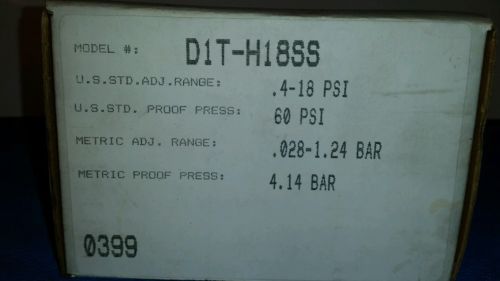 MODEL #: D1T-H18SS
U.S.STD.ADJ.RANGE: .4-18 PSI
U.S.STD. PROOF PRESS: 60 PSI
METRIC ADJ. RANGE: .028-1.24 BAR
METRIC PROOF PRESS: 4.14 BAR
0399